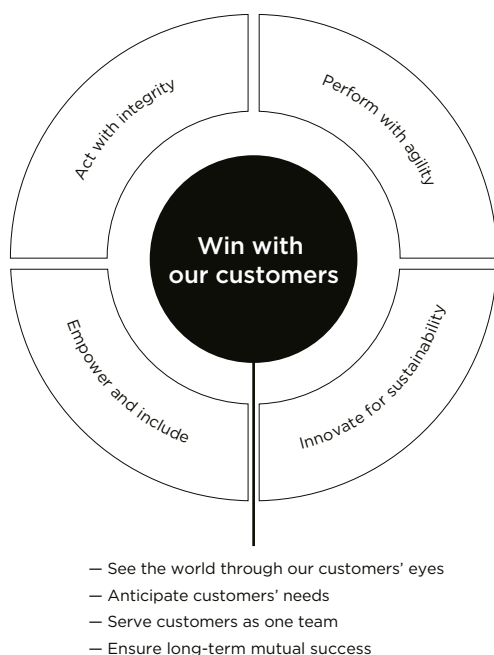 Act with integrity
Perform with agility
Win with
our customers
Empower and include
Innovate for sustainability
— See the world through our customers’ eyes
— Anticipate customers’ needs
— Serve customers as one team
— Ensure long-term mutual success